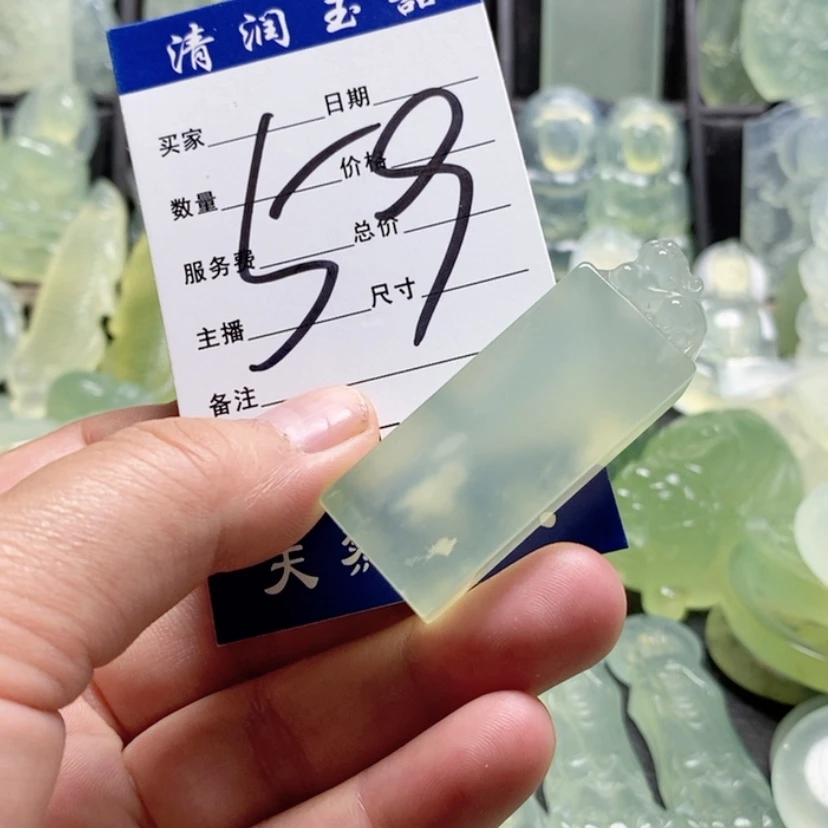 清润玉
买家 日期
数量 价格
59
服务费 总价
主播 尺寸
备注
天